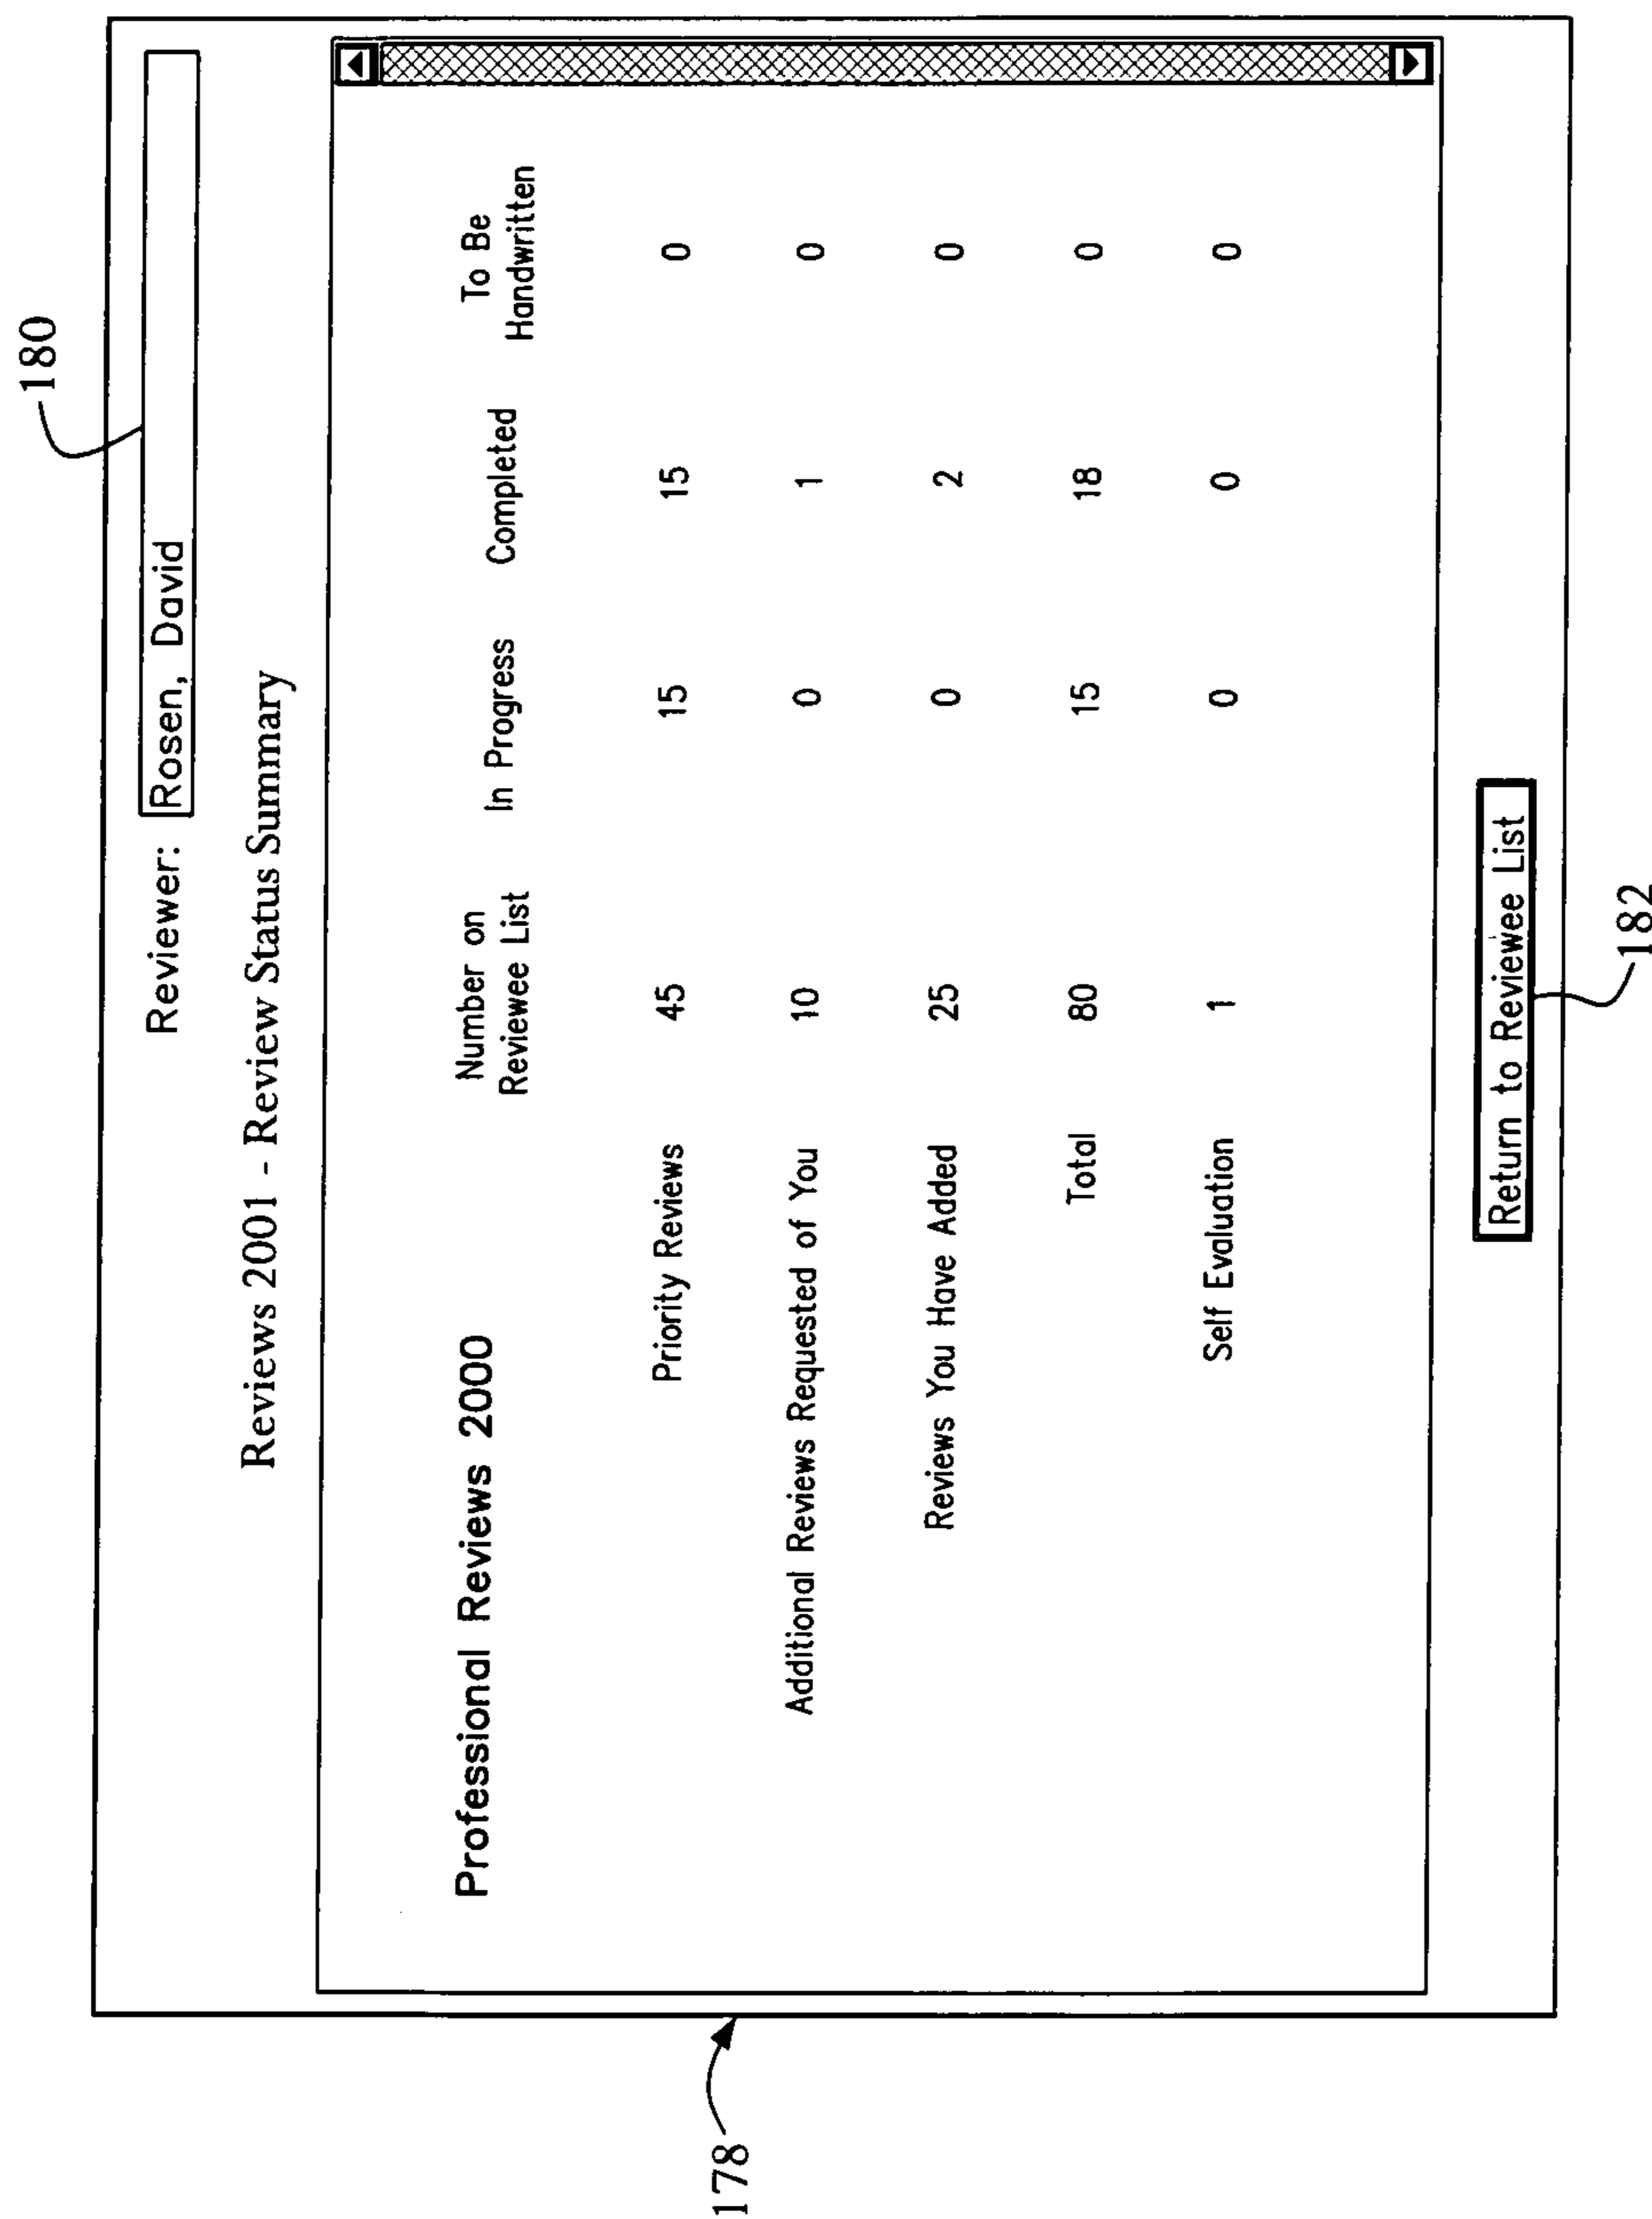 180
Reviewer: Rosen, David
Reviews 2001 - Review Status Summary
Professional Reviews 2000
Number on Reviewee List In Progress Completed To Be Handwritten
Priority Reviews 45 15 15 0
Additional Reviews Requested of You 10 0 1 0
Reviews You Have Added 25 0 2 0
Total 80 15 18 0
Self Evaluation 1 0 0 0
Return to Reviewee List
178
182